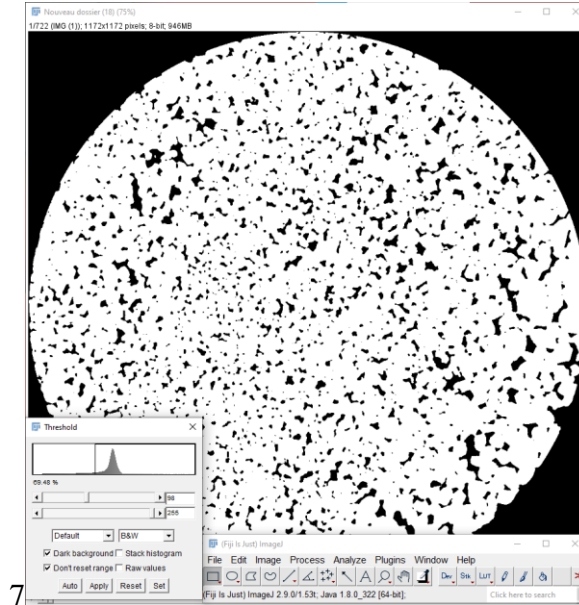 Nouveau dossier (18) (75%)
1/722 (IMG (1)); 1172x1172 pixels; 8-bit; 946MB
Threshold
69.48 %
98
255
Default
B&W
Dark background
Stack histogram
Don't reset range
Raw values
Auto
Apply
Reset
Set
(Fiji Is Just) ImageJ
File Edit Image Process Analyze Plugins Window Help
Dev Stk LUT
(Fiji Is Just) ImageJ 2.9.0/1.53t; Java 1.8.0_322 [64-bit];
Click here to search
7